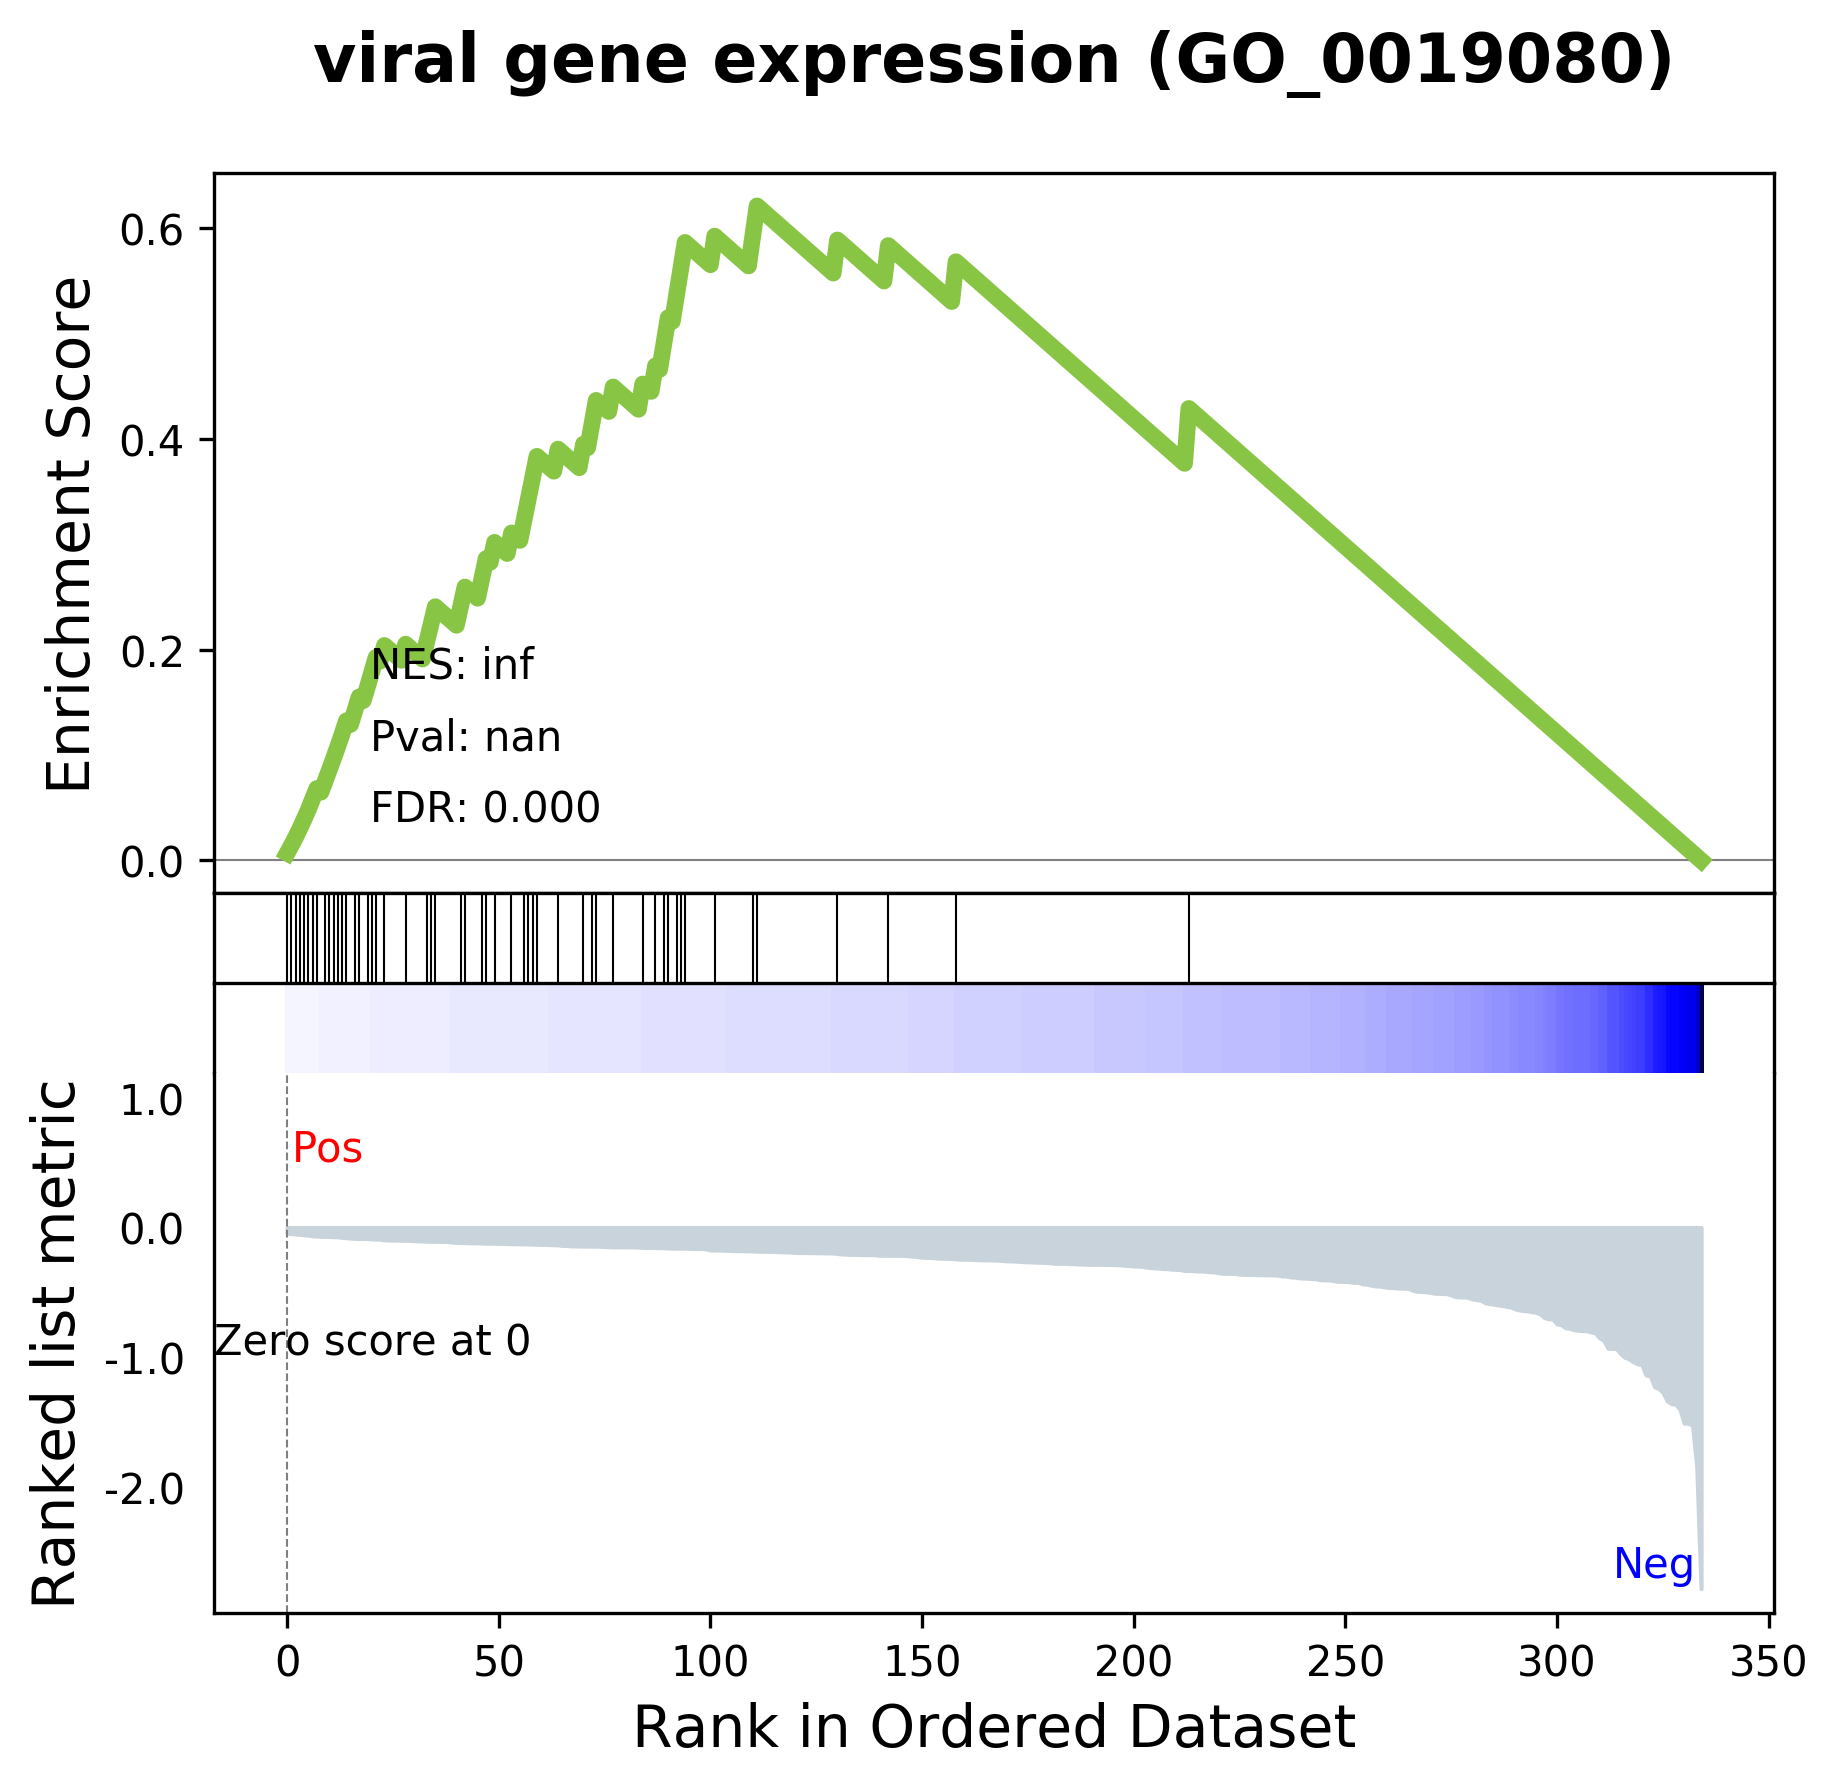 viral gene expression (GO_0019080)
Enrichment Score
0.6
0.4
0.2
0.0
NES: inf
Pval: nan
FDR: 0.000
Ranked list metric
1.0
0.0
-1.0
-2.0
Pos
Zero score at 0
Neg
0 50 100 150 200 250 300 350
Rank in Ordered Dataset